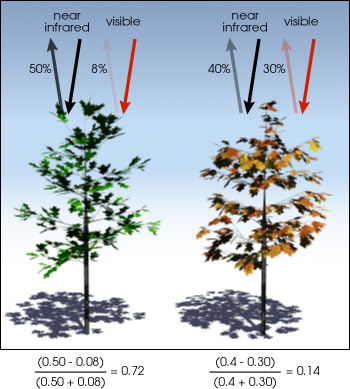 near infrared visible
50% 8%
near infrared visible
40% 30%
(0.50 - 0.08)
(0.50 + 0.08)
= 0.72
(0.4 - 0.30)
(0.4 + 0.30)
= 0.14